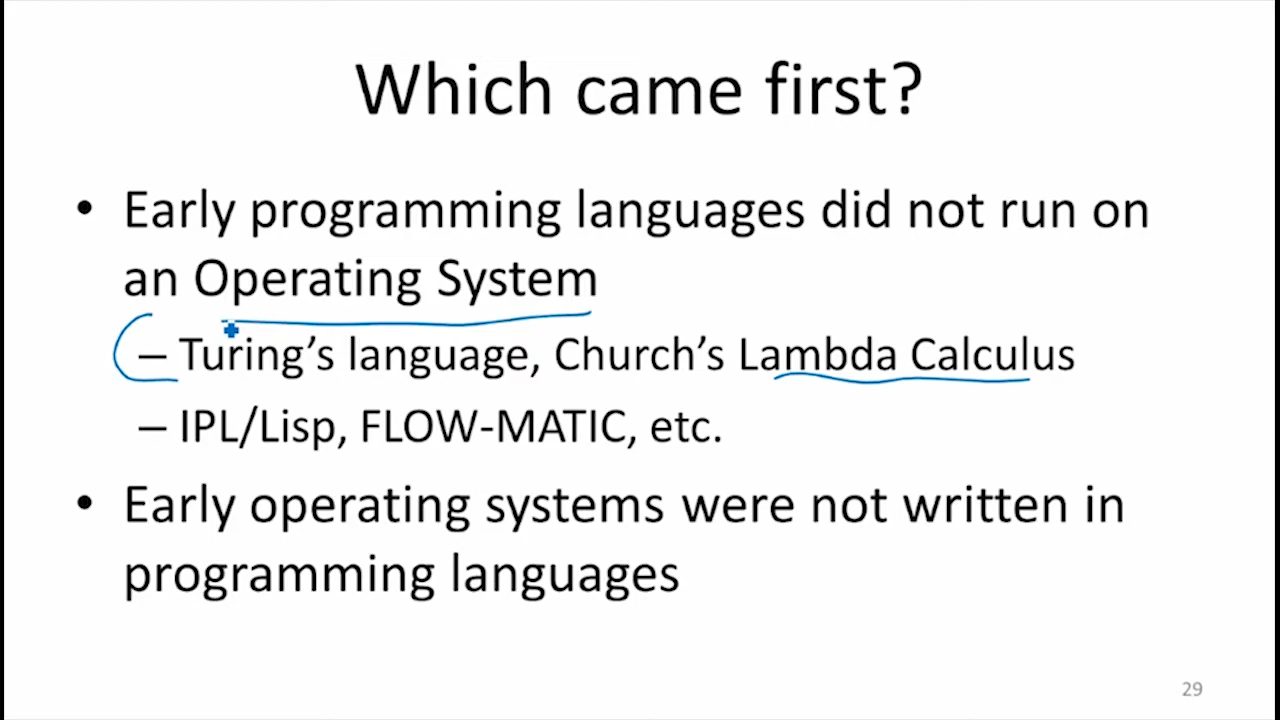 Which came first?
• Early programming languages did not run on
an Operating System
– Turing's language, Church's Lambda Calculus
– IPL/Lisp, FLOW-MATIC, etc.
• Early operating systems were not written in
programming languages
29